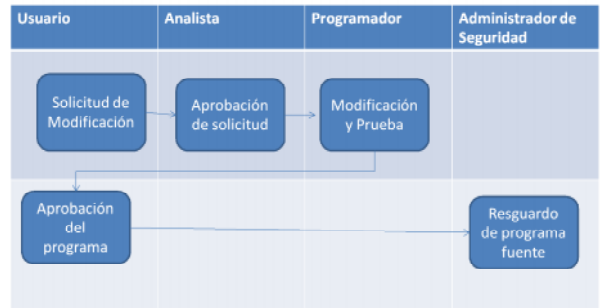 Usuario
Analista
Programador
Administrador de
Seguridad
Solicitud de
Modificación
Aprobación
de solicitud
Modificación
y Prueba
Aprobación
del
programa
Resguardo
de programa
fuente